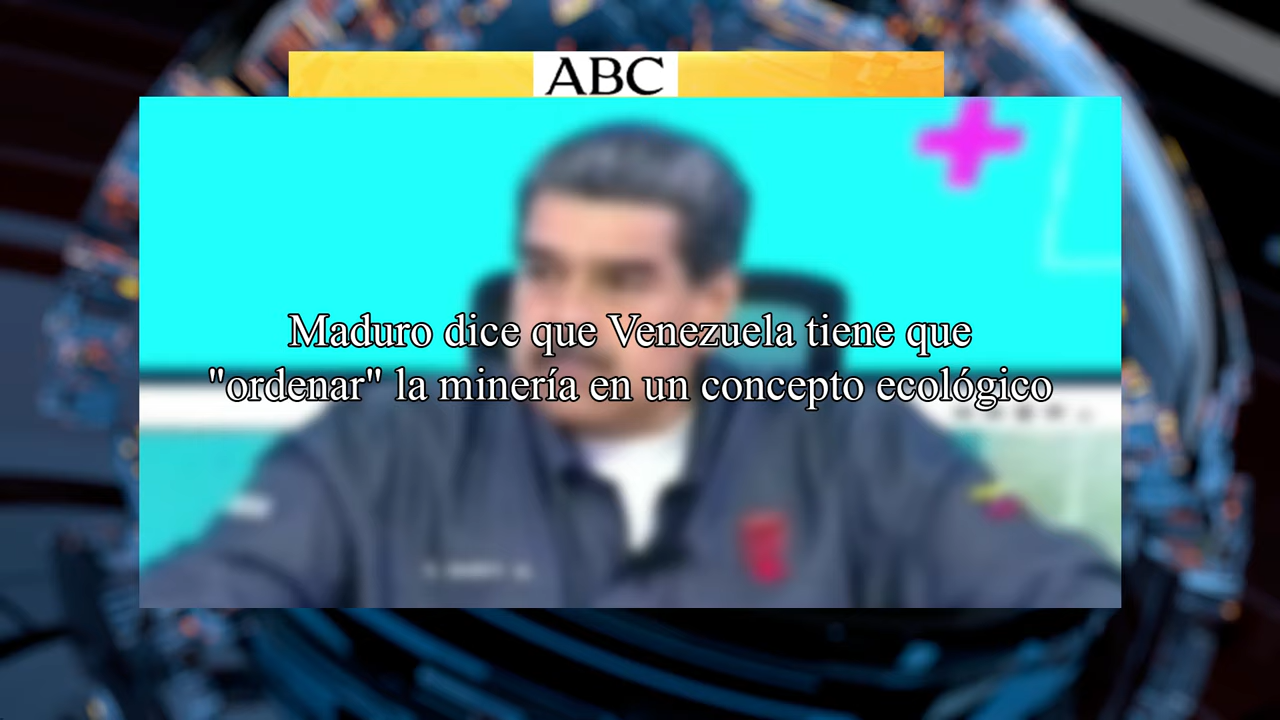 ABC
Maduro dice que Venezuela tiene que
"ordenar" la minería en un concepto ecológico